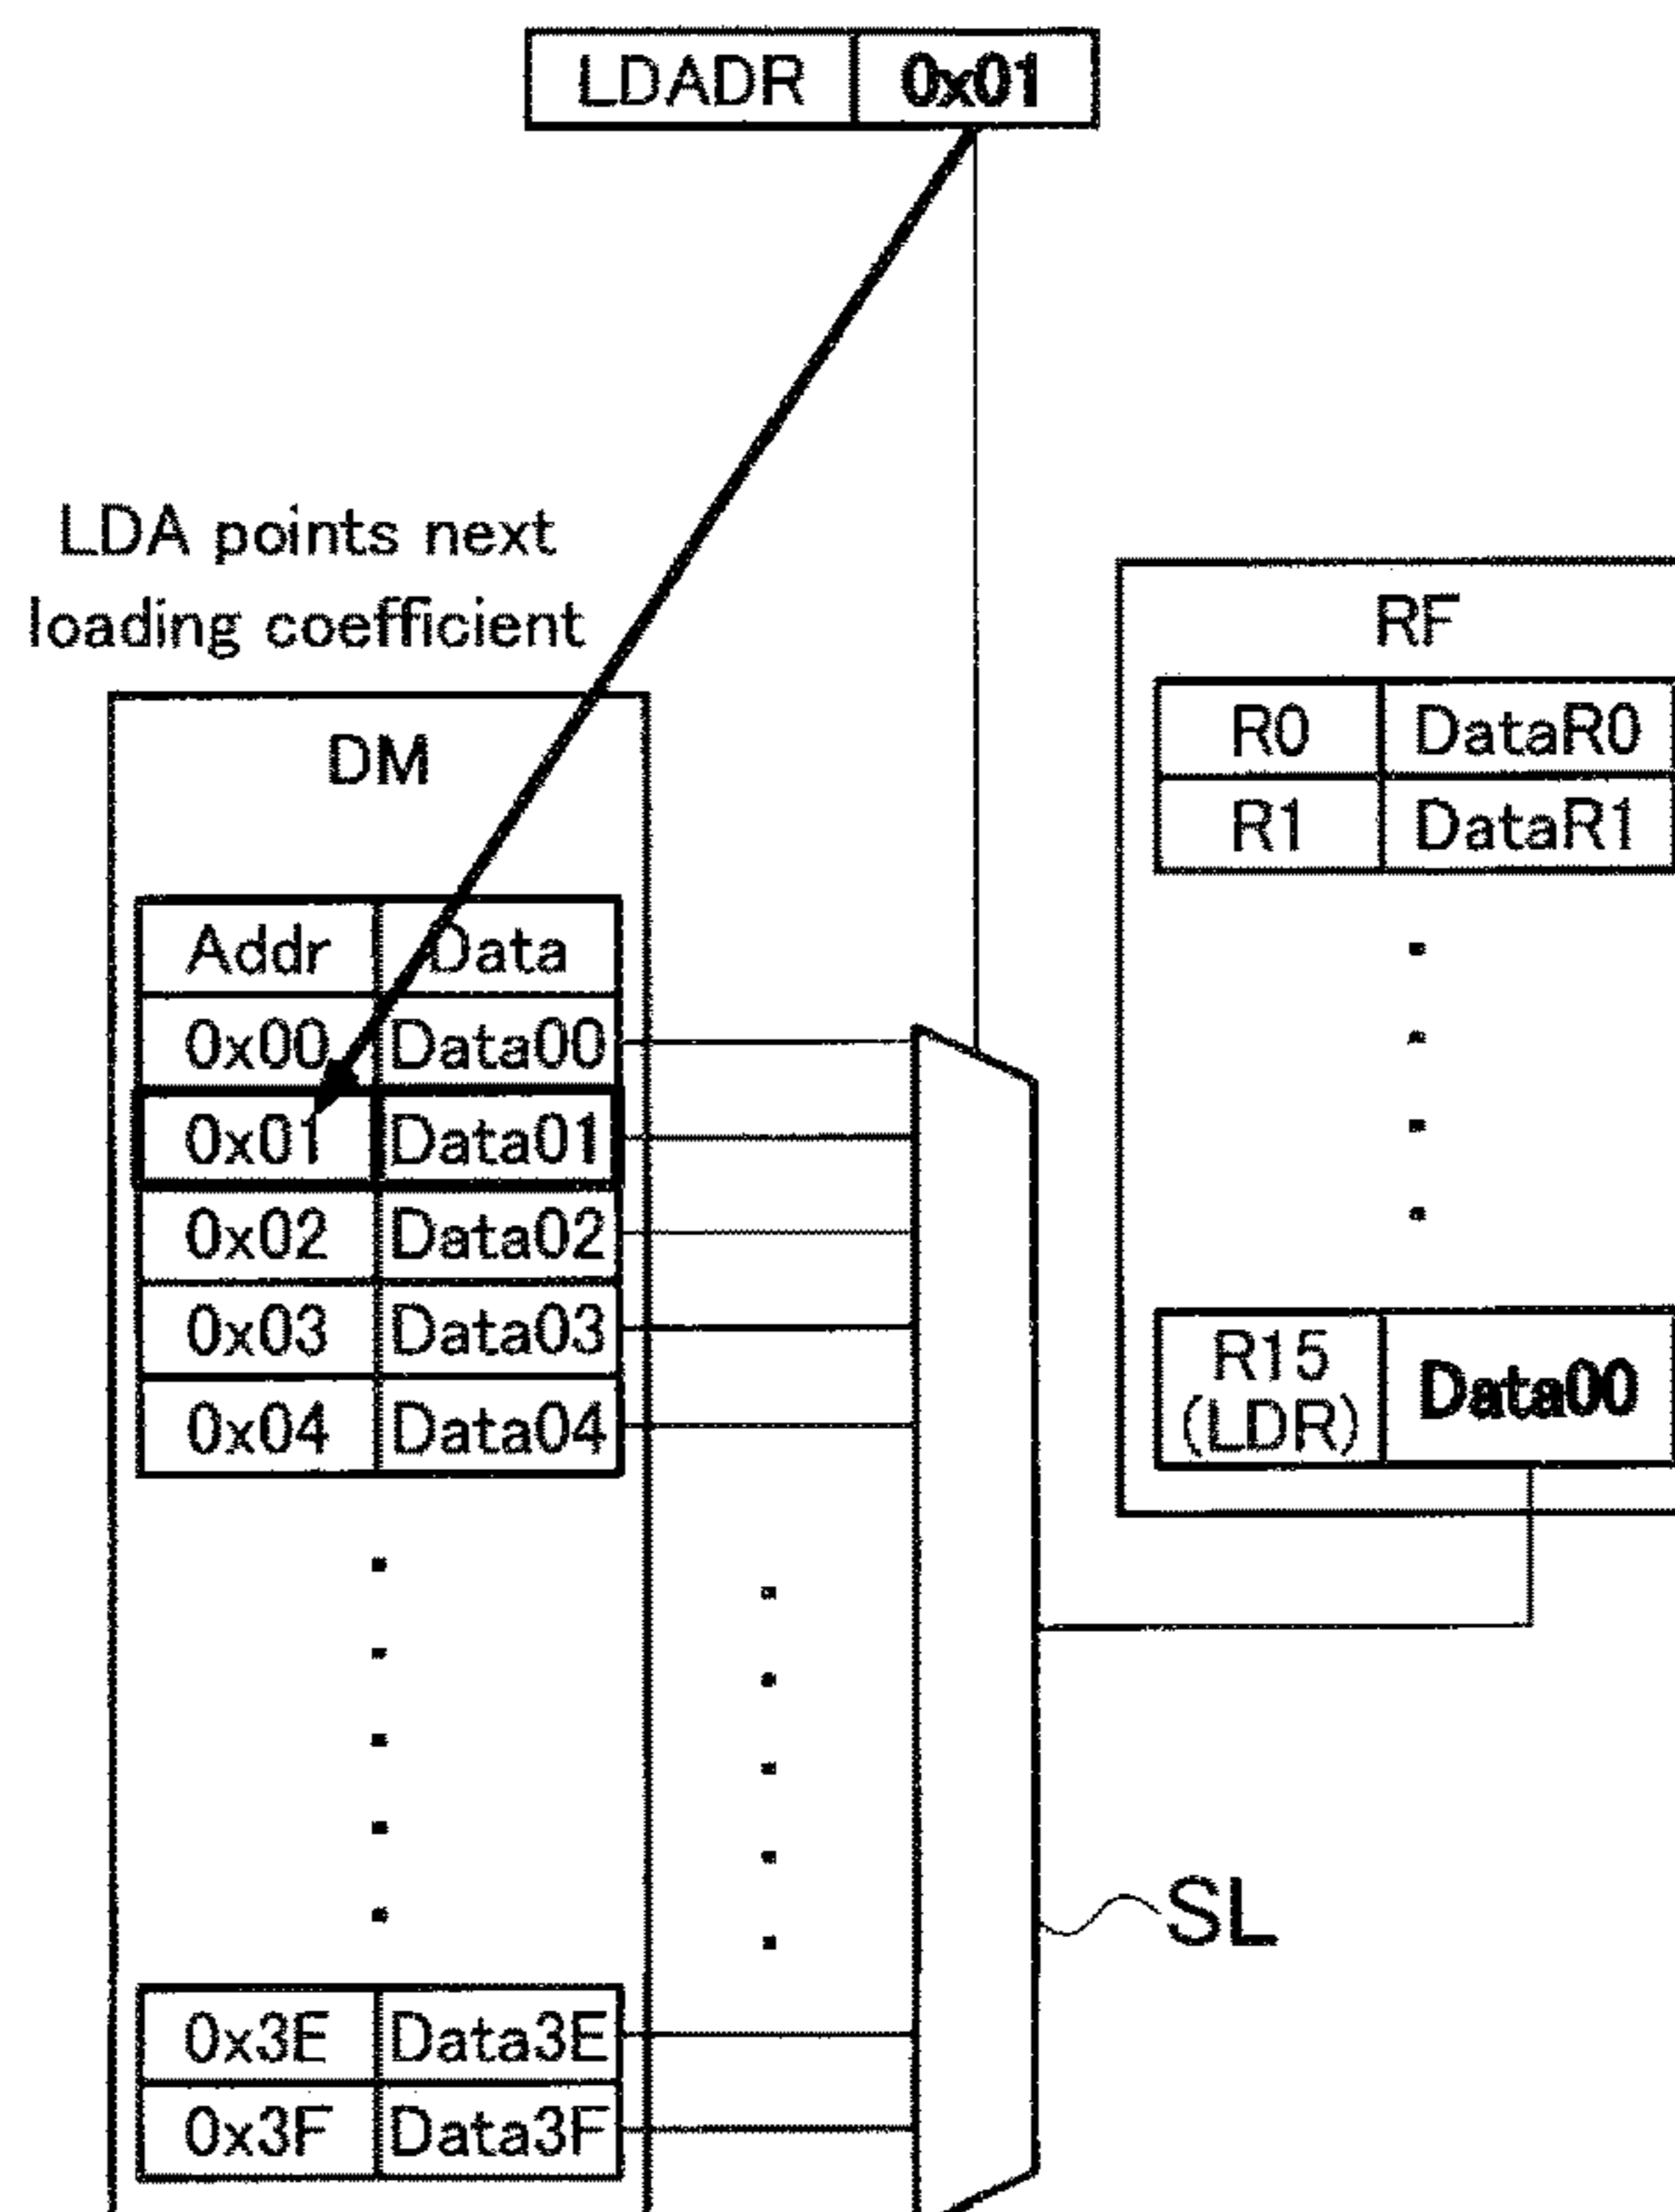 LDADR 0x01
LDA points next
loading coefficient
DM
Addr Data
0x00 Data00
0x01 Data01
0x02 Data02
0x03 Data03
0x04 Data04
0x3E Data3E
0x3F Data3F
RF
R0 DataR0
R1 DataR1
R15
(LDR) Data00
SL